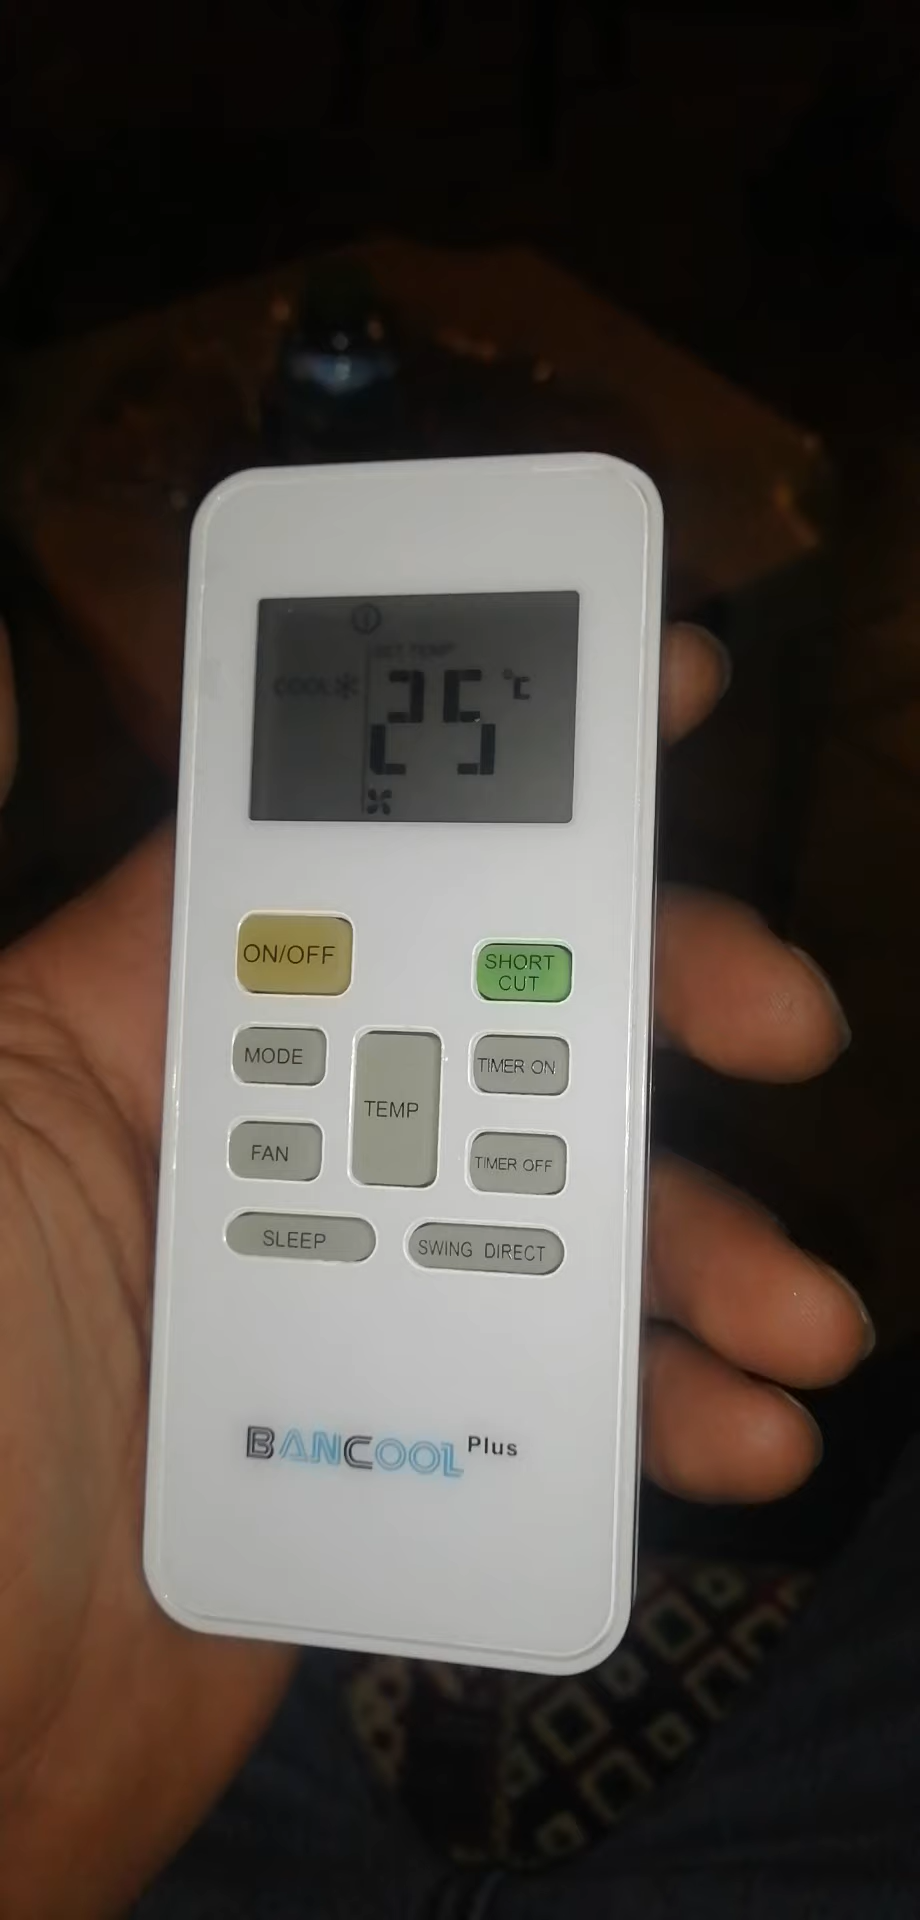 SET TEMP
COOL 25 °C
ON/OFF
SHORT
CUT
MODE
TEMP
TIMER ON
FAN
TIMER OFF
SLEEP
SWING DIRECT
BANCOOL Plus